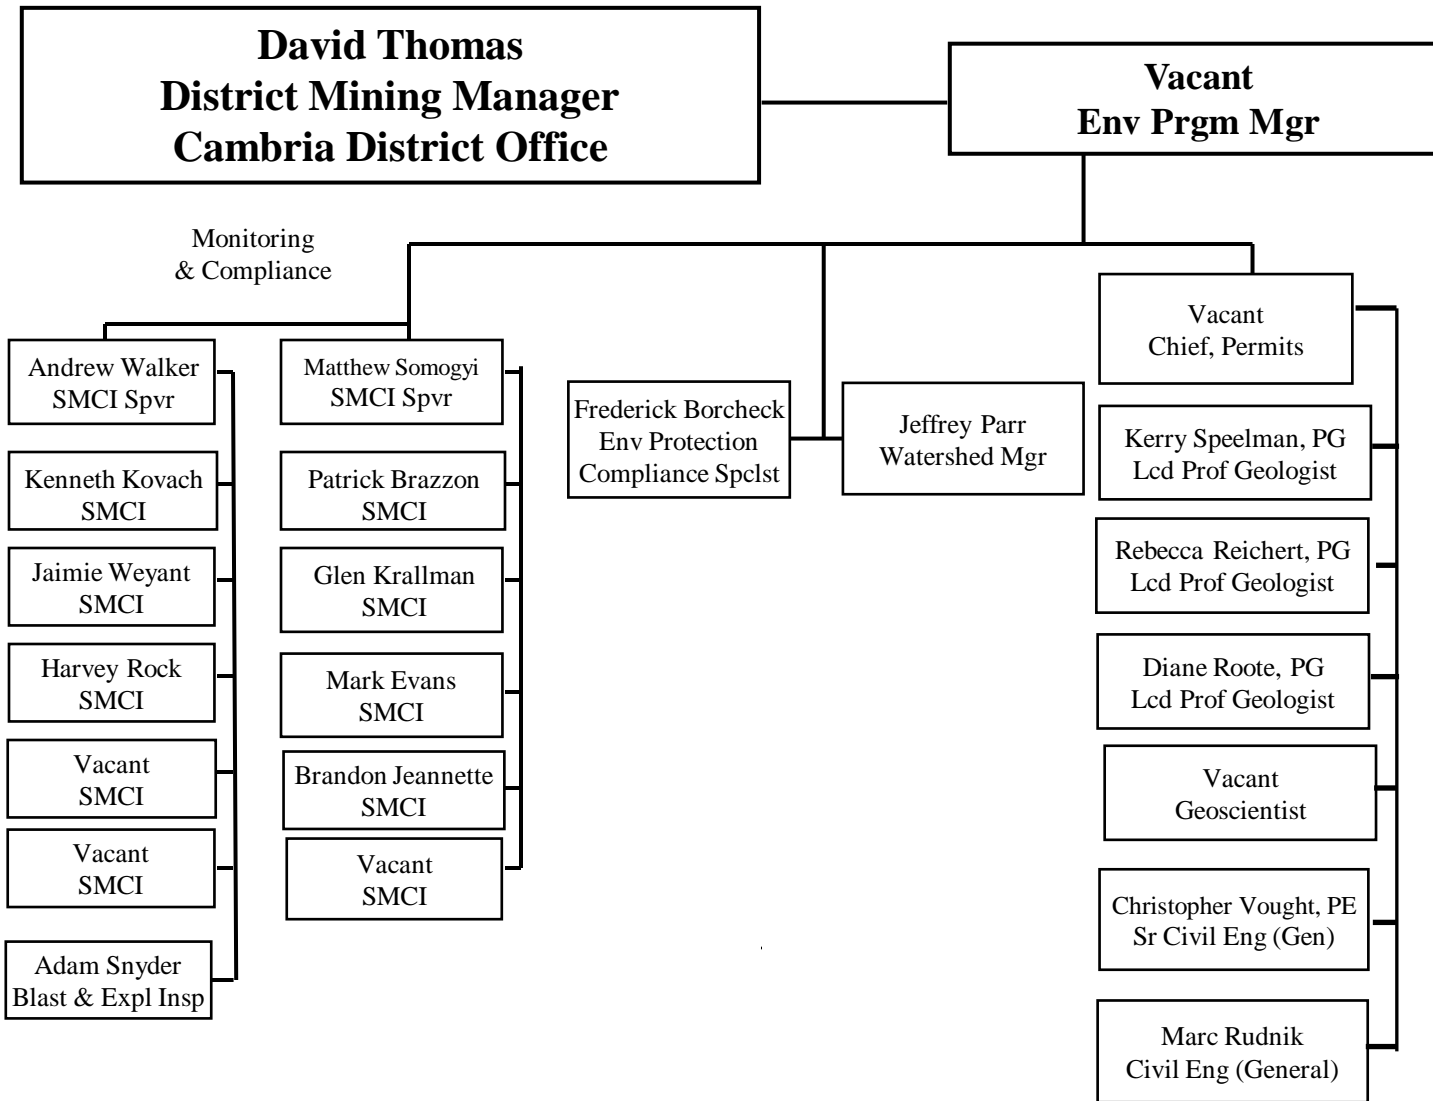 David Thomas
District Mining Manager
Cambria District Office
Vacant
Env Prgm Mgr
Monitoring
& Compliance
Andrew Walker
SMCI Spvr
Kenneth Kovach
SMCI
Jaimie Weyant
SMCI
Harvey Rock
SMCI
Vacant
SMCI
Vacant
SMCI
Adam Snyder
Blast & Expl Insp
Matthew Somogyi
SMCI Spvr
Patrick Brazzon
SMCI
Glen Krallman
SMCI
Mark Evans
SMCI
Brandon Jeannette
SMCI
Vacant
SMCI
Frederick Borcheck
Env Protection
Compliance Spclst
Jeffrey Parr
Watershed Mgr
Vacant
Chief, Permits
Kerry Speelman, PG
Lcd Prof Geologist
Rebecca Reichert, PG
Lcd Prof Geologist
Diane Roote, PG
Lcd Prof Geologist
Vacant
Geoscientist
Christopher Vought, PE
Sr Civil Eng (Gen)
Marc Rudnik
Civil Eng (General)